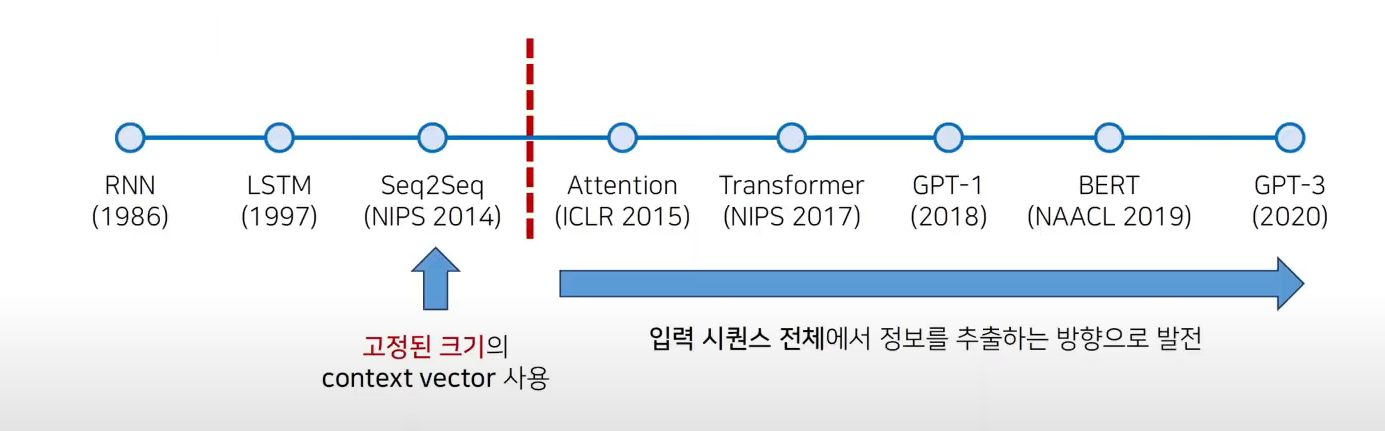 RNN
(1986)
LSTM
(1997)
Seq2Seq
(NIPS 2014)
Attention
(ICLR 2015)
Transformer
(NIPS 2017)
GPT-1
(2018)
BERT
(NAACL 2019)
GPT-3
(2020)
고정된 크기의
context vector 사용
입력 시퀀스 전체에서 정보를 추출하는 방향으로 발전